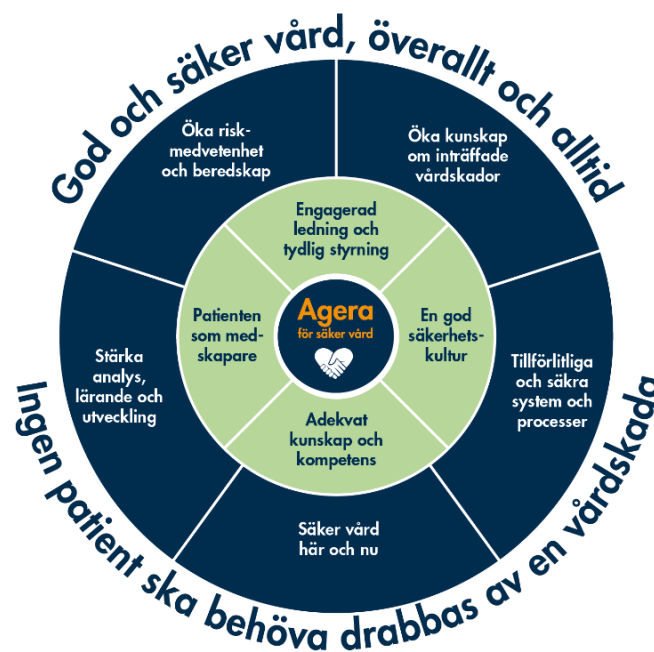 God och säker vård, överallt och alltid
Öka risk-
medvetenhet
och beredskap
Öka kunskap
om inträffade
vårdskador
Engagerad
ledning och
tydlig styrning
Patienten
som med-
skapare
Agera
för säker vård
En god
säkerhets-
kultur
Stärka
analys,
lärande och
utveckling
Tillförlitliga
och säkra
system och
processer
Adekvat
kunskap och
kompetens
Säker vård
här och nu
Ingen patient ska behöva drabbas av en vårdskada